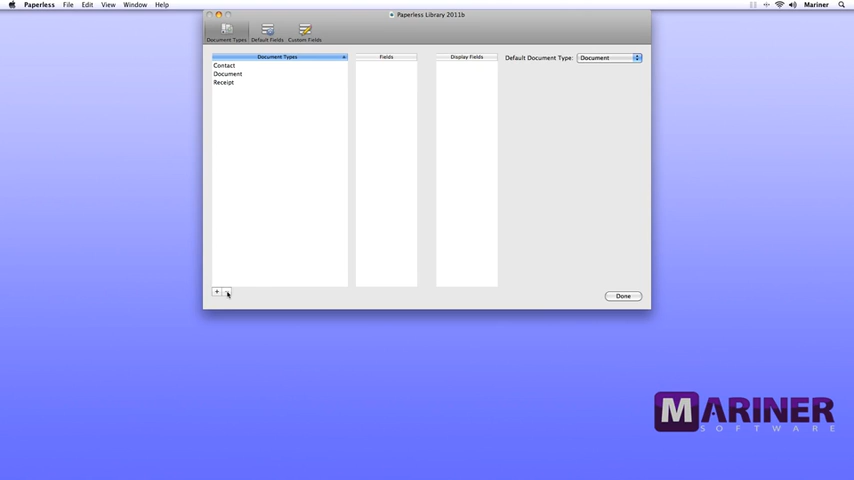 Paperless File Edit View Window Help
Mariner
Paperless Library 2011b
Document Types Default Fields Custom Fields
Document Types Fields Display Fields Default Document Type: Document
Contact
Document
Receipt
+ -
Done
MARINER
SOFTWARE